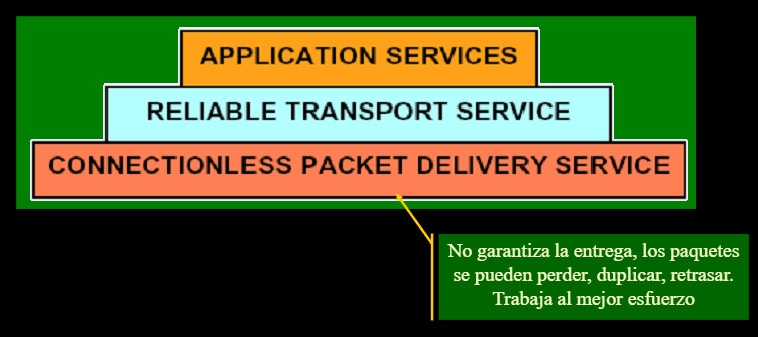 APPLICATION SERVICES
RELIABLE TRANSPORT SERVICE
CONNECTIONLESS PACKET DELIVERY SERVICE
No garantiza la entrega, los paquetes
se pueden perder, duplicar, retrasar.
Trabaja al mejor esfuerzo